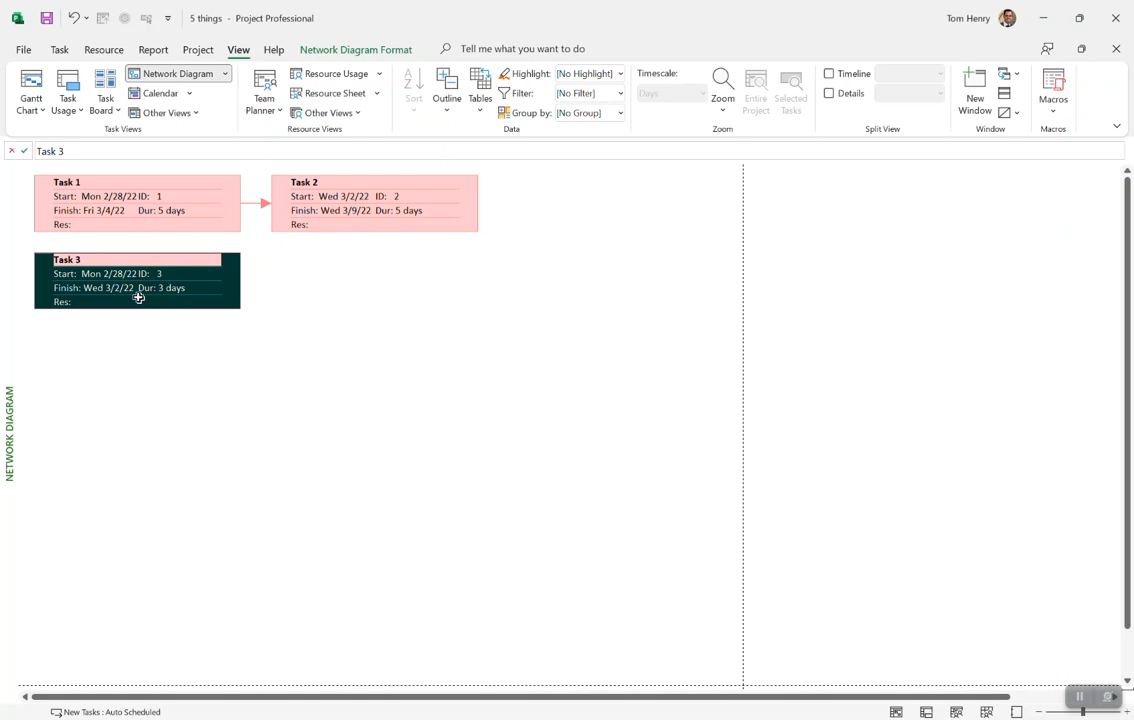 5 things - Project Professional
Tom Henry
File Task Resource Report Project View Help Network Diagram Format Tell me what you want to do
Gantt Chart
Task Usage
Task Board
Network Diagram
Calendar
Other Views
Task Views
Team Planner
Resource Usage
Resource Sheet
Other Views
Resource Views
Sort
Outline
Tables
Highlight: [No Highlight]
Filter: [No Filter]
Group by: [No Group]
Data
Timescale:
Days
Zoom
Entire Project
Selected Tasks
Zoom
Timeline
Details
Split View
New Window
Window
Macros
Macros
Task 3
Task 1
Start: Mon 2/28/22 ID: 1
Finish: Fri 3/4/22 Dur: 5 days
Res:
Task 2
Start: Wed 3/2/22 ID: 2
Finish: Wed 3/9/22 Dur: 5 days
Res:
Task 3
Start: Mon 2/28/22 ID: 3
Finish: Wed 3/2/22 Dur: 3 days
Res:
NETWORK DIAGRAM
New Tasks : Auto Scheduled